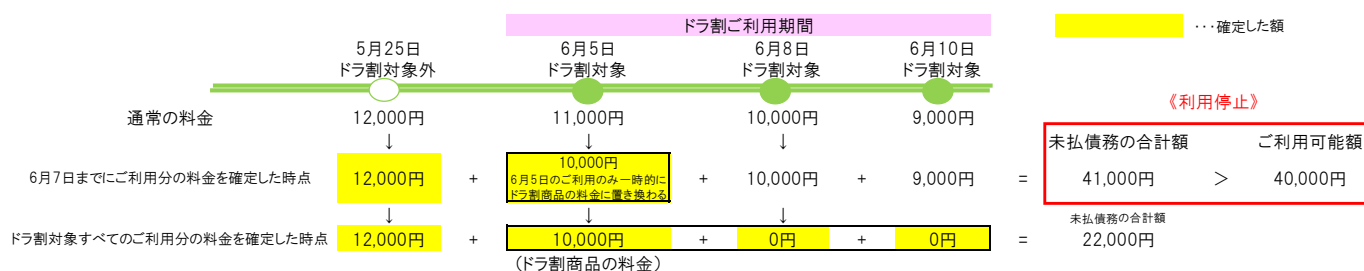 ドラ割ご利用期間
･･･確定した額
5月25日 6月5日 6月8日 6月10日
ドラ割対象外 ドラ割対象 ドラ割対象 ドラ割対象
通常の料金 12,000円 11,000円 10,000円 9,000円
《利用停止》
↓ ↓ ↓ ↓
未払債務の合計額 ご利用可能額
6月7日までにご利用分の料金を確定した時点 12,000円 + 10,000円
6月5日のご利用のみ一時的に
ドラ割商品の料金に置き換わる
+ 10,000円 + 9,000円 = 41,000円 > 40,000円
↓ ↓ ↓ ↓
未払債務の合計額
ドラ割対象すべてのご利用分の料金を確定した時点 12,000円 + 10,000円 + 0円 + 0円 = 22,000円
(ドラ割商品の料金)